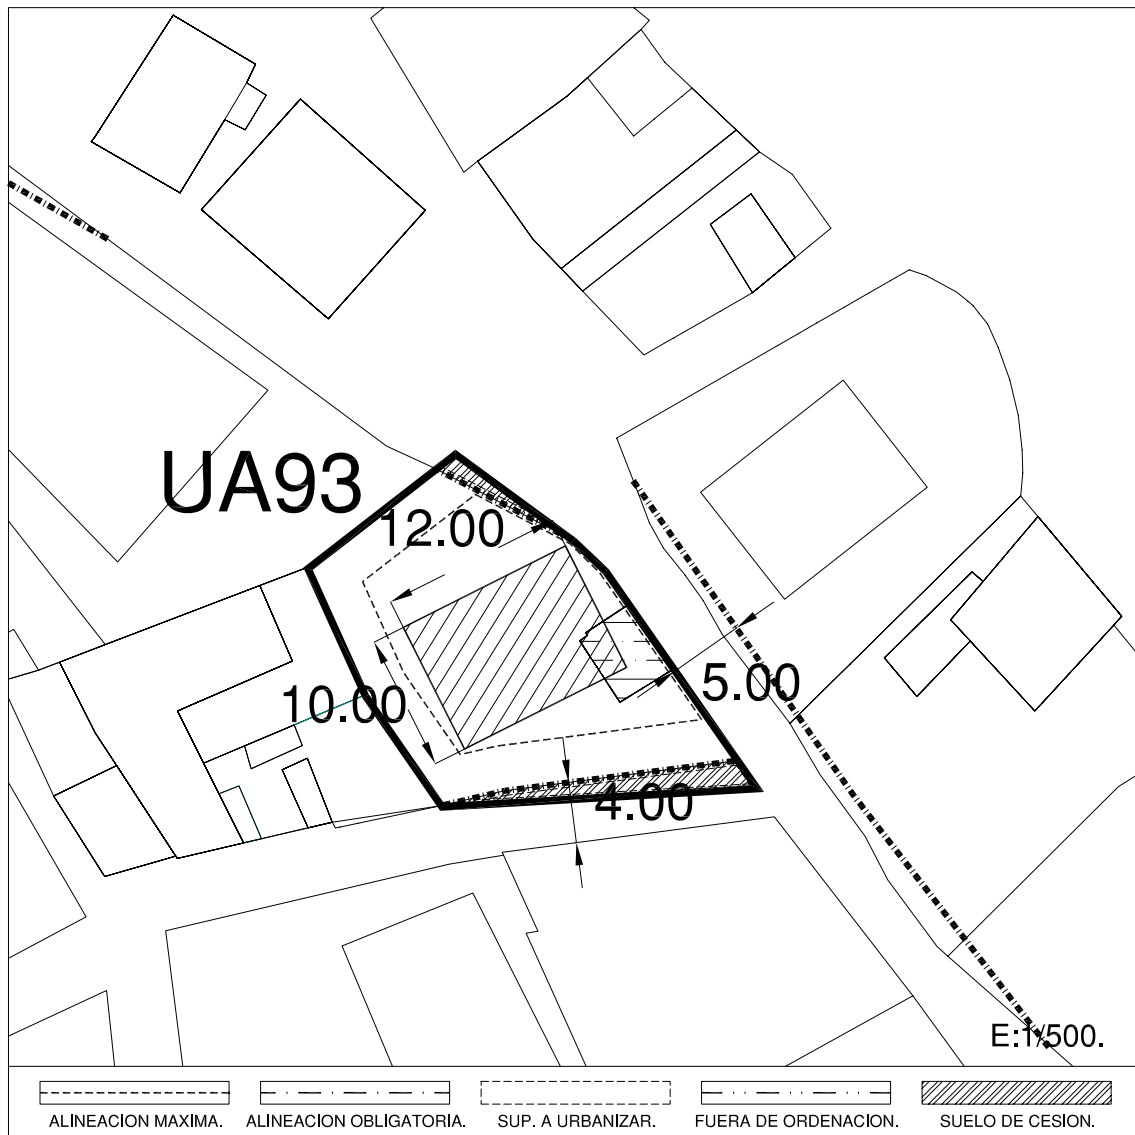 UA93
12.00
10.00
5.00
4.00
E:1/500.
ALINEACION MAXIMA. ALINEACION OBLIGATORIA. SUP. A URBANIZAR. FUERA DE ORDENACION. SUELO DE CESION.